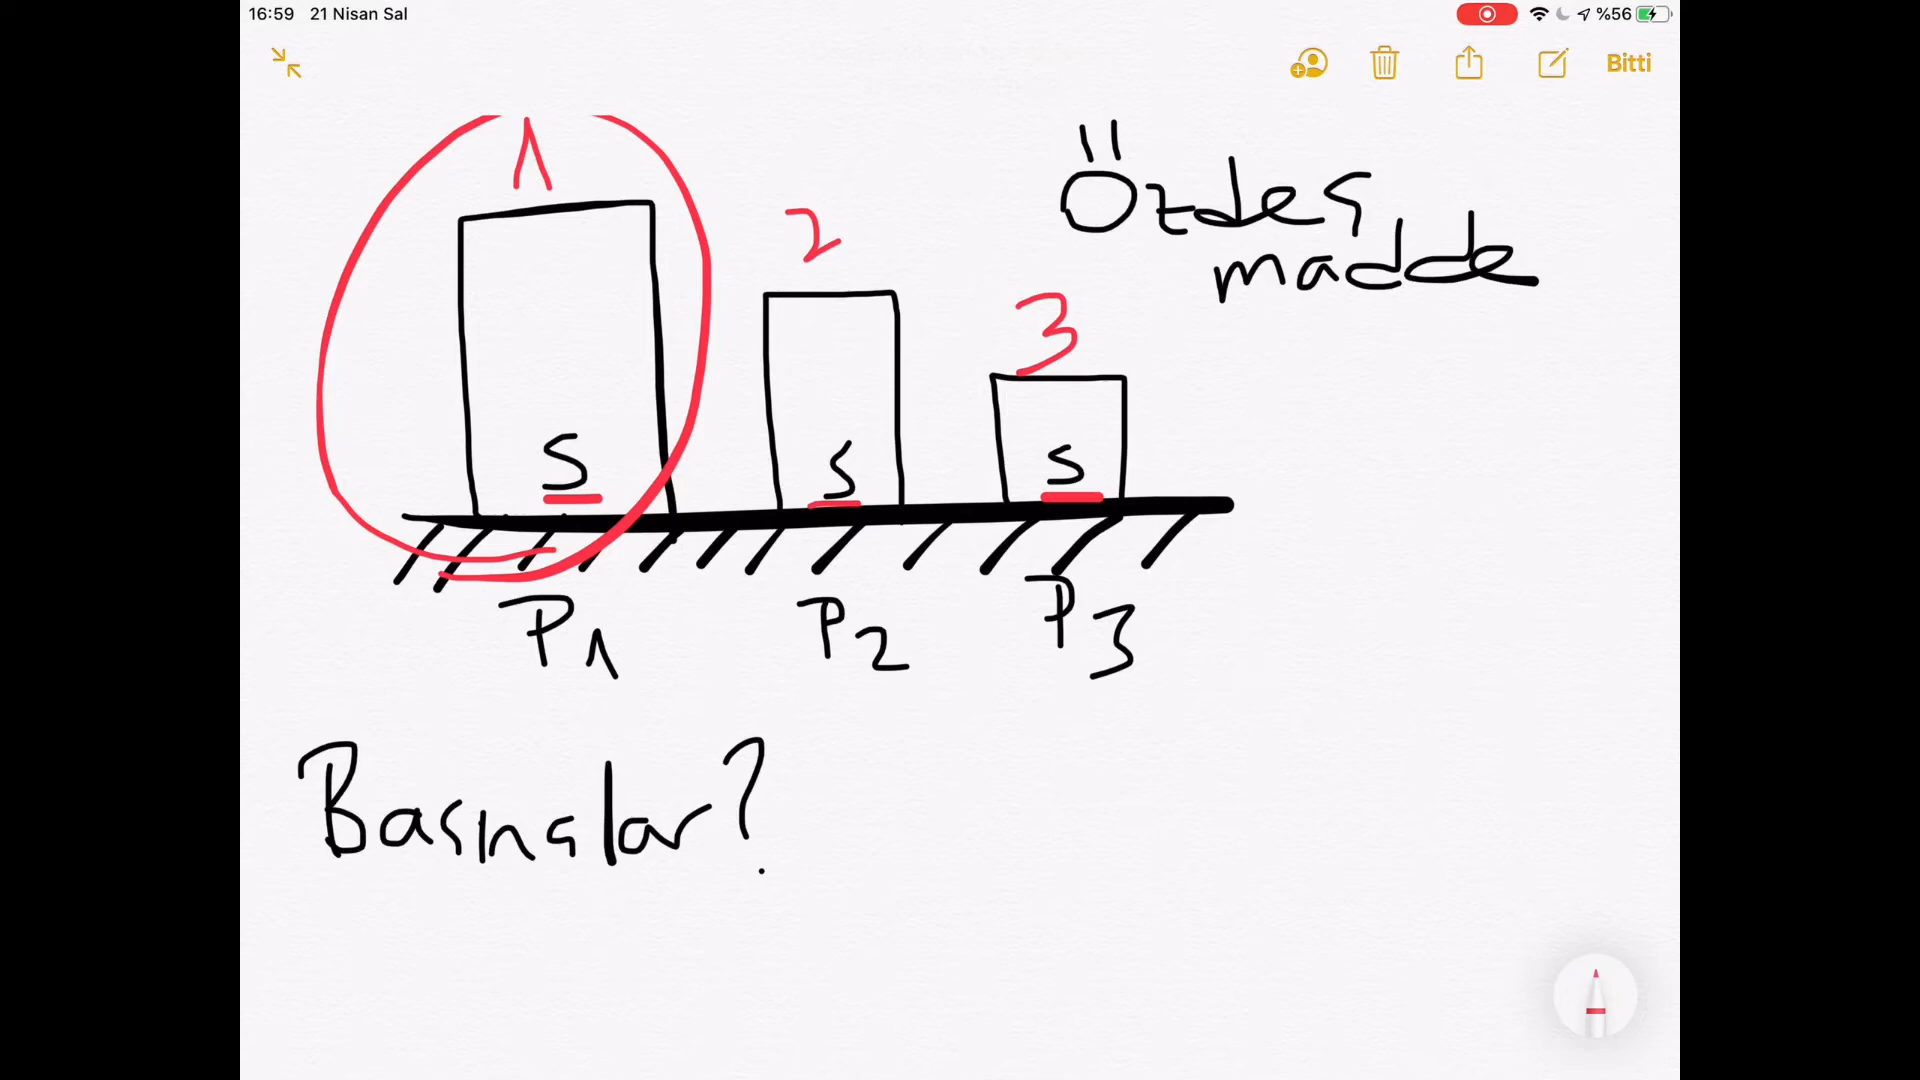 16:59 21 Nisan Sal %56
Bitti
1
2
3
Özdeş
madde
S S S
P1 P2 P3
Basınçlar?